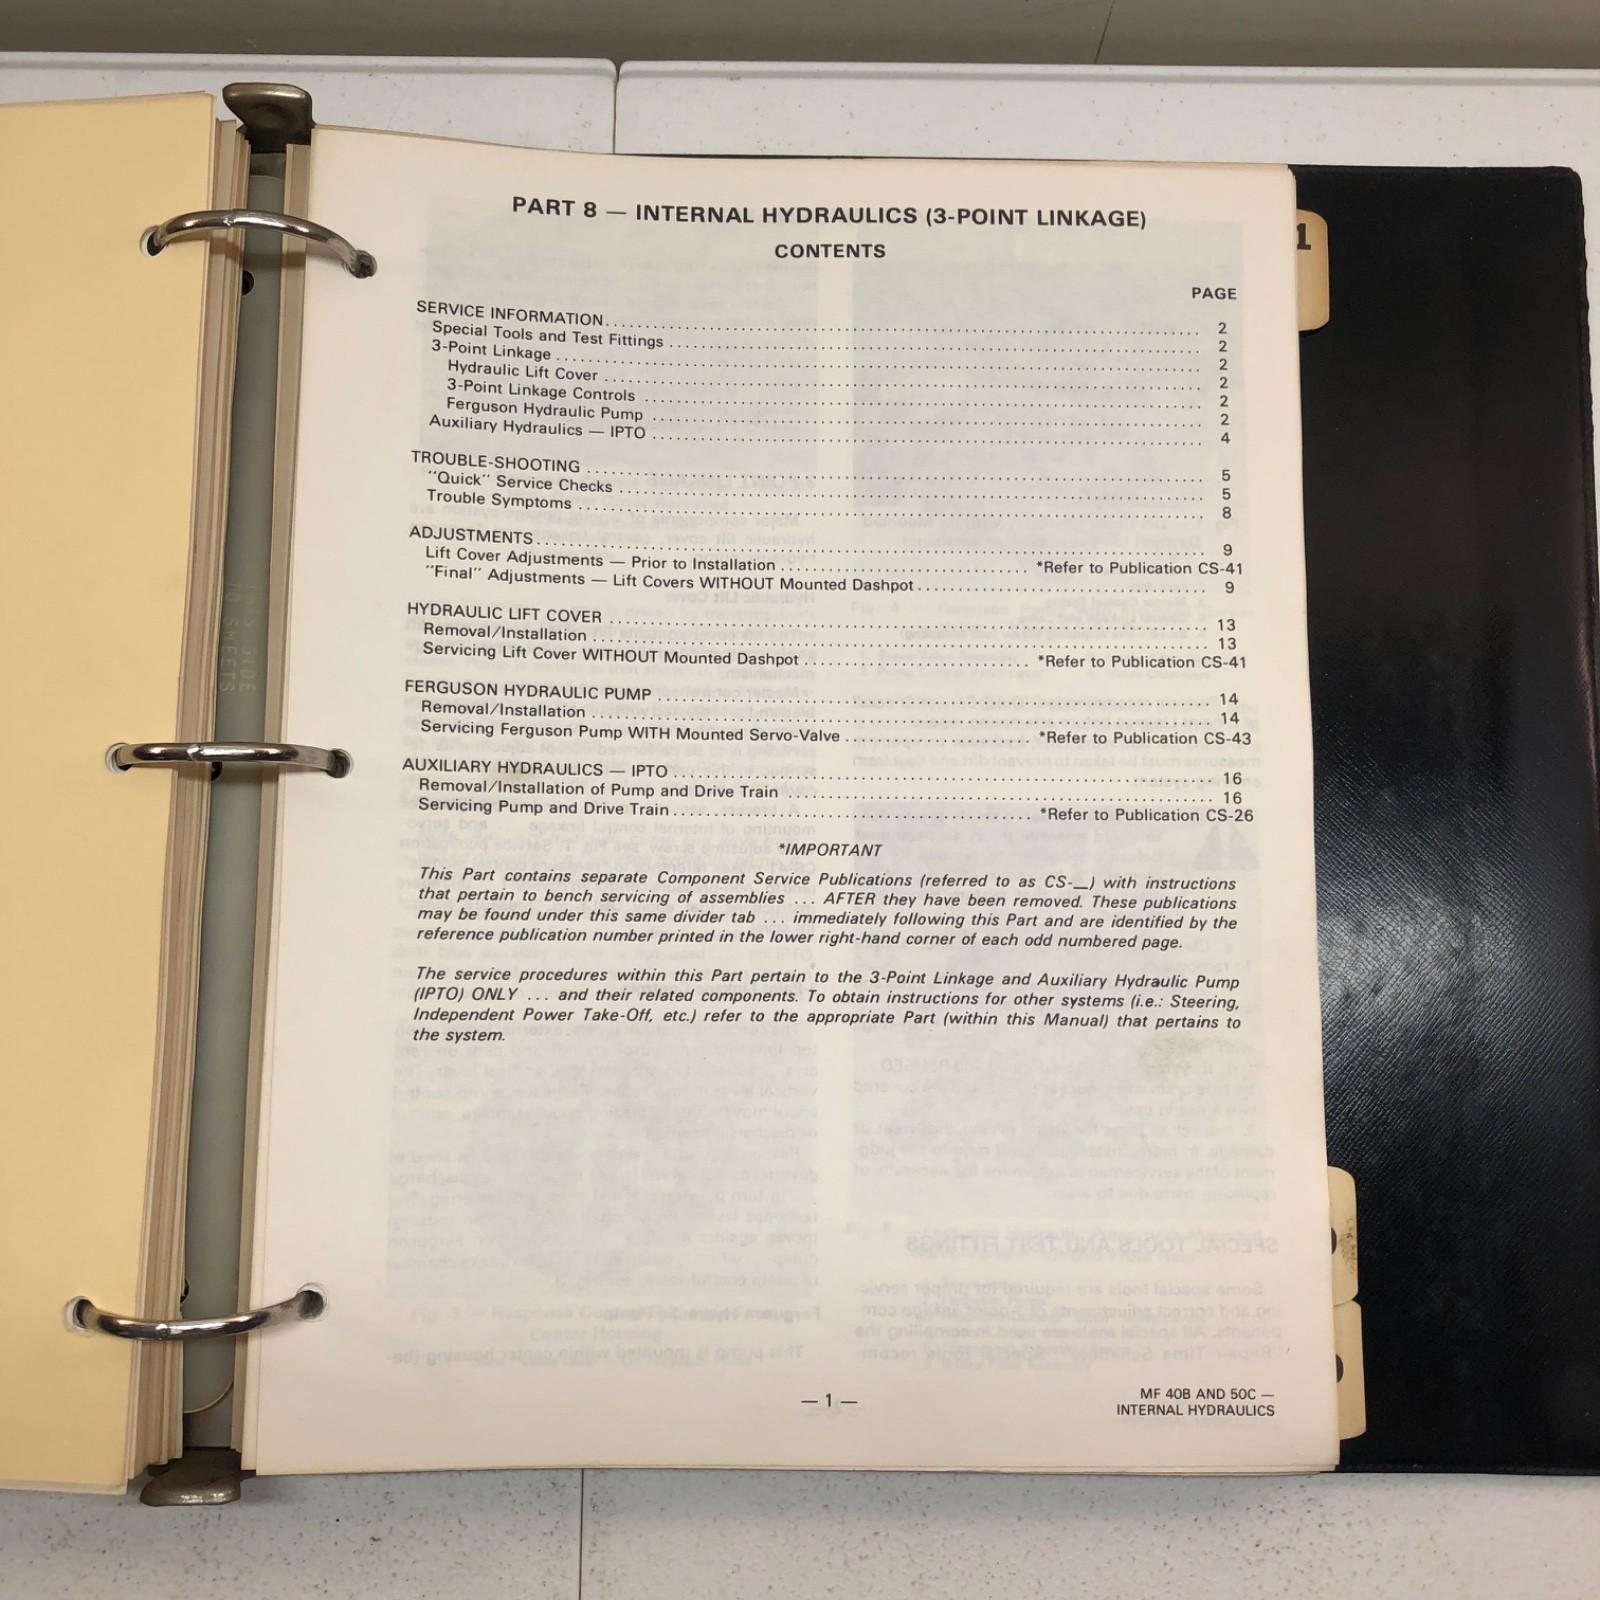 PART 8 — INTERNAL HYDRAULICS (3-POINT LINKAGE)
CONTENTS
PAGE
SERVICE INFORMATION........ 2
Special Tools and Test Fittings ........ 2
3-Point Linkage ........ 2
Hydraulic Lift Cover ........ 2
3-Point Linkage Controls ........ 2
Ferguson Hydraulic Pump ........ 2
Auxiliary Hydraulics — IPTO ........ 4
TROUBLE-SHOOTING ........ 5
"Quick" Service Checks ........ 5
Trouble Symptoms ........ 8
ADJUSTMENTS........ 9
Lift Cover Adjustments — Prior to Installation ........ *Refer to Publication CS-41
"Final" Adjustments — Lift Covers WITHOUT Mounted Dashpot........ 9
HYDRAULIC LIFT COVER ........ 13
Removal/Installation ........ 13
Servicing Lift Cover WITHOUT Mounted Dashpot ........ *Refer to Publication CS-41
FERGUSON HYDRAULIC PUMP ........ 14
Removal/Installation ........ 14
Servicing Ferguson Pump WITH Mounted Servo-Valve ........ *Refer to Publication CS-43
AUXILIARY HYDRAULICS — IPTO ........ 16
Removal/Installation of Pump and Drive Train ........ 16
Servicing Pump and Drive Train........ *Refer to Publication CS-26
*IMPORTANT
This Part contains separate Component Service Publications (referred to as CS-__) with instructions
that pertain to bench servicing of assemblies ... AFTER they have been removed. These publications
may be found under this same divider tab ... immediately following this Part and are identified by the
reference publication number printed in the lower right-hand corner of each odd numbered page.
The service procedures within this Part pertain to the 3-Point Linkage and Auxiliary Hydraulic Pump
(IPTO) ONLY ... and their related components. To obtain instructions for other systems (i.e.: Steering,
Independent Power Take-Off, etc.) refer to the appropriate Part (within this Manual) that pertains to
the system.
— 1 —
MF 40B AND 50C —
INTERNAL HYDRAULICS
1